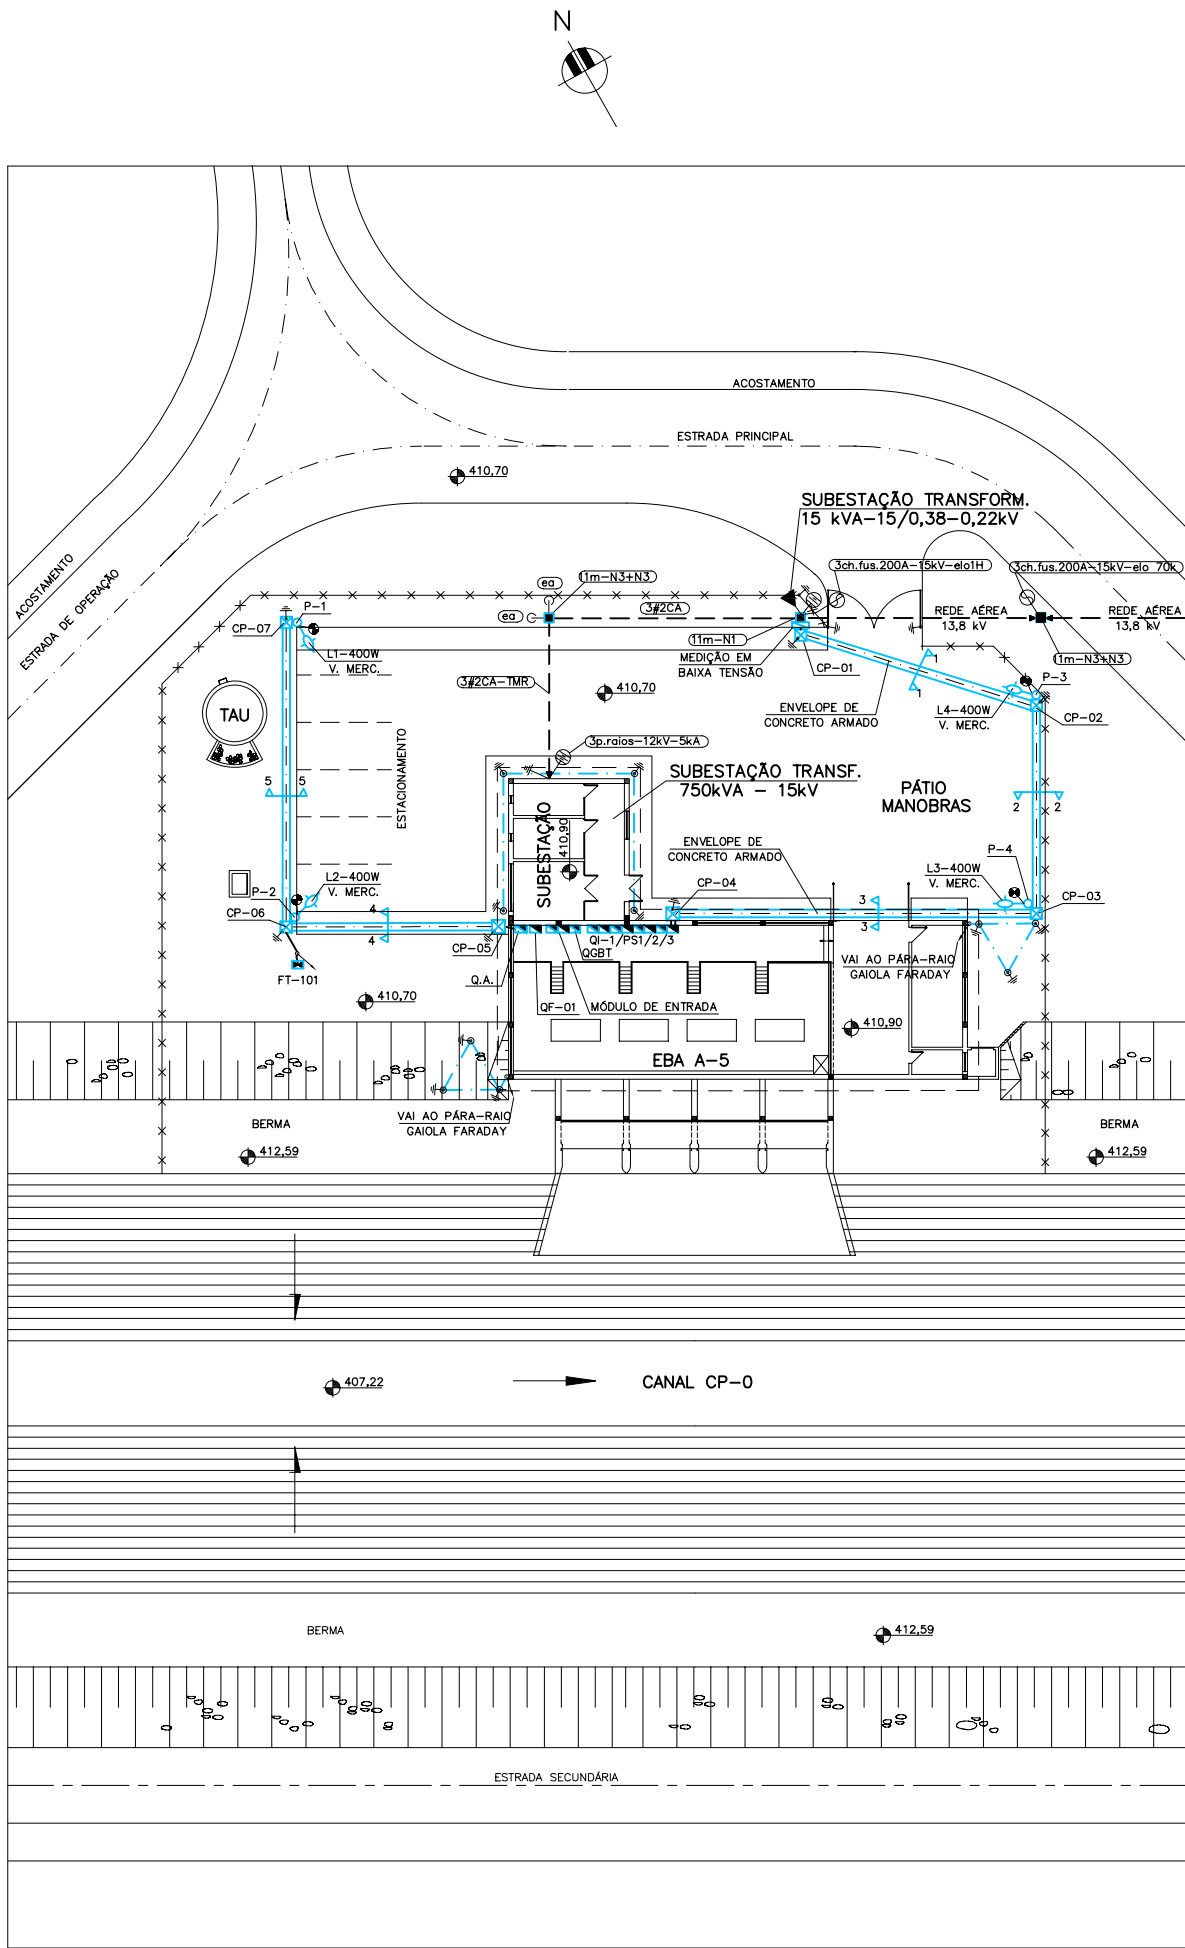 N
ACOSTAMENTO
ESTRADA PRINCIPAL
410,70
SUBESTAÇÃO TRANSFORM.
15 kVA-15/0,38-0,22kV
ACOSTAMENTO
ESTRADA DE OPERAÇÃO
3ch.fus.200A-15kV-elo1H
3ch.fus.200A-15kV-elo 70k
ea
11m-N3+N3
ea
3#2CA
REDE AÉREA
13,8 kV
REDE AÉREA
13,8 kV
P-1
CP-07
11m-N1
MEDIÇÃO EM
BAIXA TENSÃO
CP-01
11m-N3+N3
L1-400W
V. MERC.
3#2CA-TMR
410,70
1
1
P-3
ENVELOPE DE
CONCRETO ARMADO
L4-400W
V. MERC.
CP-02
TAU
3p.raios-12kV-5kA
SUBESTAÇÃO TRANSF.
750kVA - 15kV
PÁTIO
MANOBRAS
ESTACIONAMENTO
5
5
2
2
SUBESTAÇÃO
410,90
ENVELOPE DE
CONCRETO ARMADO
P-4
L3-400W
V. MERC.
CP-04
CP-03
L2-400W
V. MERC.
P-2
CP-06
4
4
3
3
CP-05
QI-1/PS1/2/3
QGBT
VAI AO PÁRA-RAIO
GAIOLA FARADAY
FT-101
Q.A.
QF-01
MÓDULO DE ENTRADA
410,70
410,90
EBA A-5
VAI AO PÁRA-RAIO
GAIOLA FARADAY
BERMA
412,59
BERMA
412,59
407,22
CANAL CP-0
BERMA
412,59
ESTRADA SECUNDÁRIA